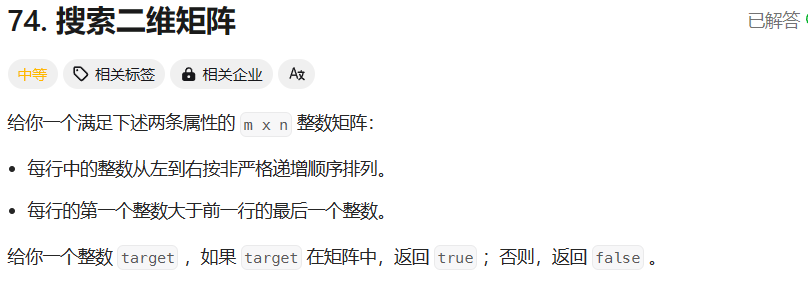 74. 搜索二维矩阵 已解答
中等 相关标签 相关企业
给你一个满足下述两条属性的 m x n 整数矩阵：
• 每行中的整数从左到右按非严格递增顺序排列。
• 每行的第一个整数大于前一行的最后一个整数。
给你一个整数 target ，如果 target 在矩阵中，返回 true ；否则，返回 false 。